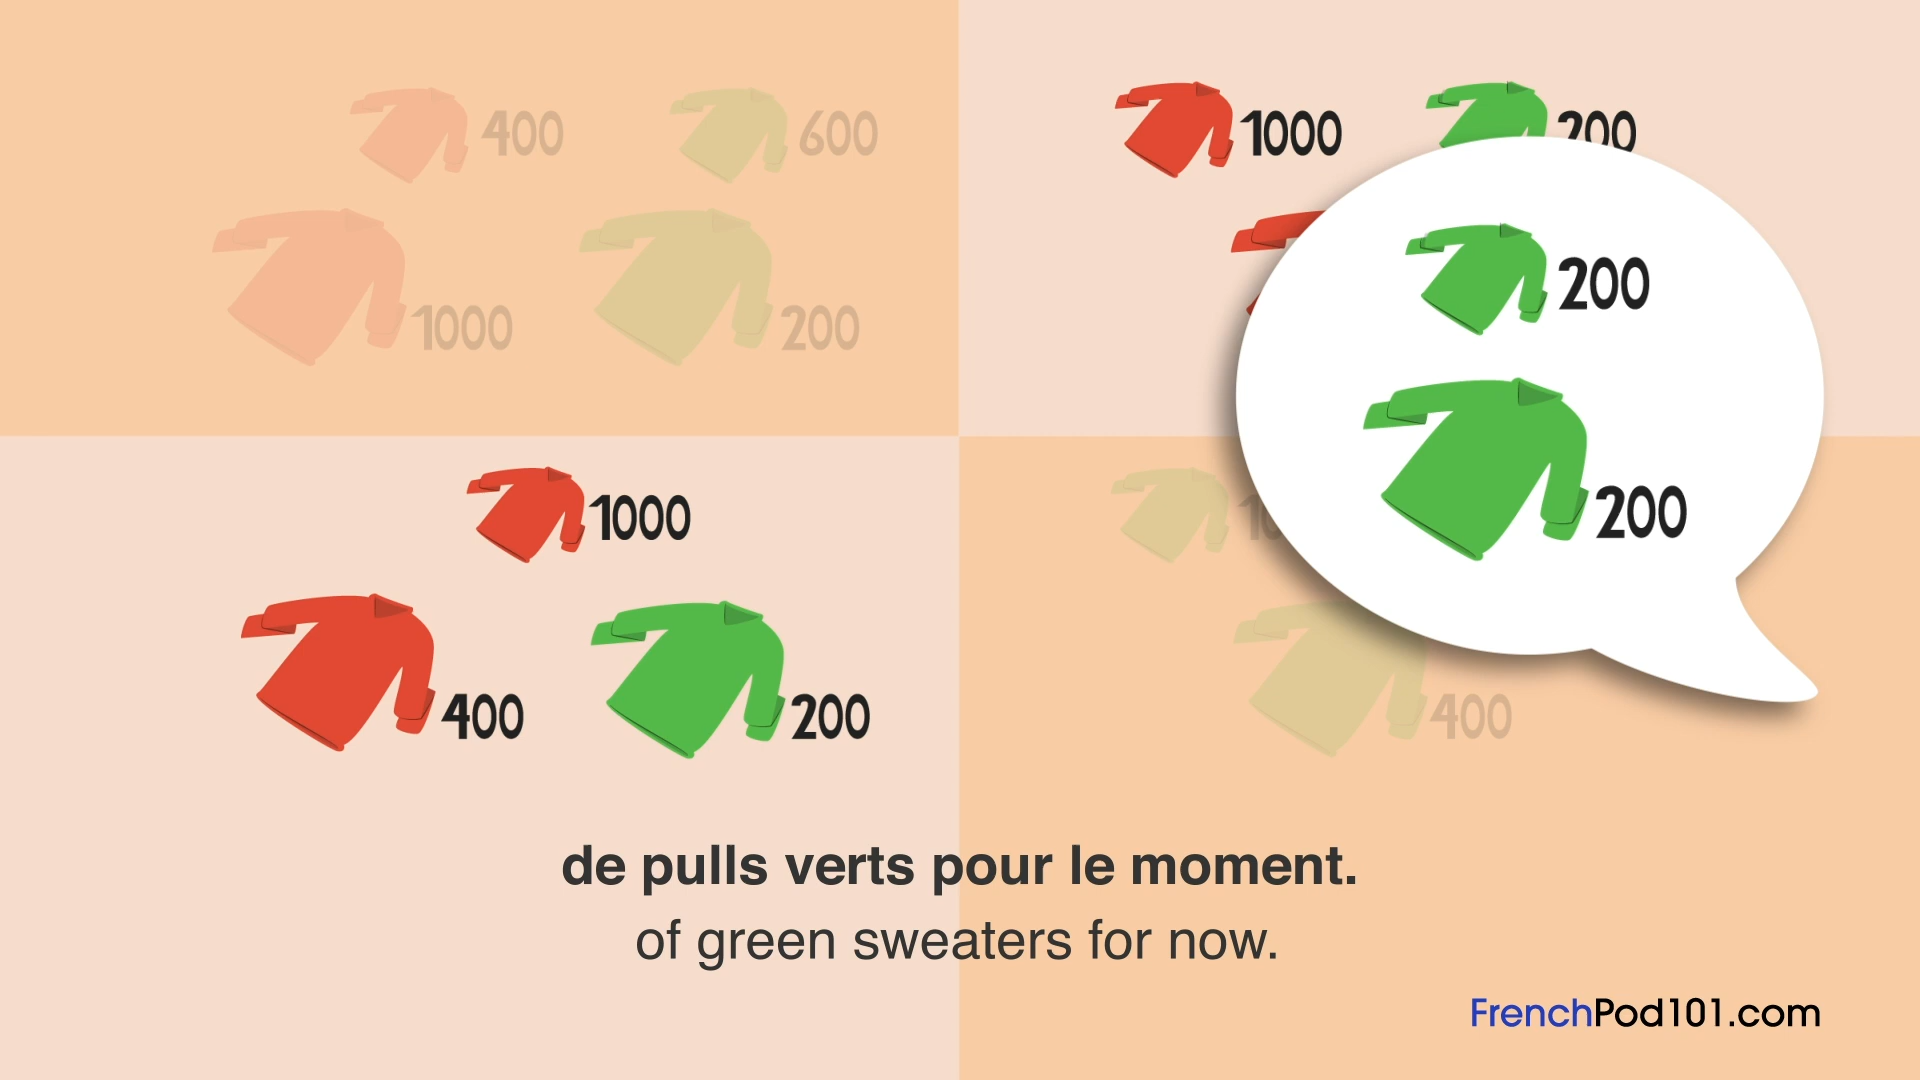 400 600
1000 200
1000 200
200
200
1000
400 200
400
de pulls verts pour le moment.
of green sweaters for now.
FrenchPod101.com